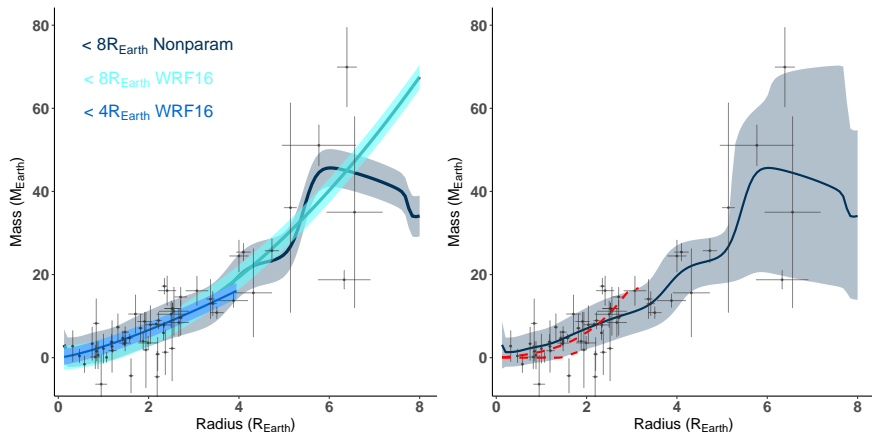 80
60
40
20
0
Mass (M_Earth)
< 8R_Earth Nonparam
< 8R_Earth WRF16
< 4R_Earth WRF16
0 2 4 6 8
Radius (R_Earth)
80
60
40
20
0
Mass (M_Earth)
0 2 4 6 8
Radius (R_Earth)